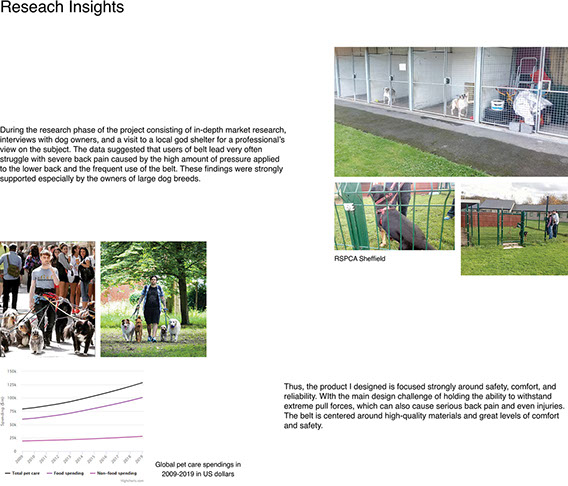 Reseach Insights
During the research phase of the project consisting of in-depth market research,
interviews with dog owners, and a visit to a local god shelter for a professional's
view on the subject. The data suggested that users of belt lead very often
struggle with severe back pain caused by the high amount of pressure applied
to the lower back and the frequent use of the belt. These findings were strongly
supported especially by the owners of large dog breeds.
RSPCA Sheffield
150k
125k
100k
75k
50k
25k
0k
Spending ($m)
2009 2010 2011 2012 2013 2014 2015 2016 2017 2018 2019
Total pet care Food spending Non-food spending
Highcharts.com
Global pet care spendings in
2009-2019 in US dollars
Thus, the product I designed is focused strongly around safety, comfort, and
reliability. WIth the main design challenge of holding the ability to withstand
extreme pull forces, which can also cause serious back pain and even injuries.
The belt is centered around high-quality materials and great levels of comfort
and safety.